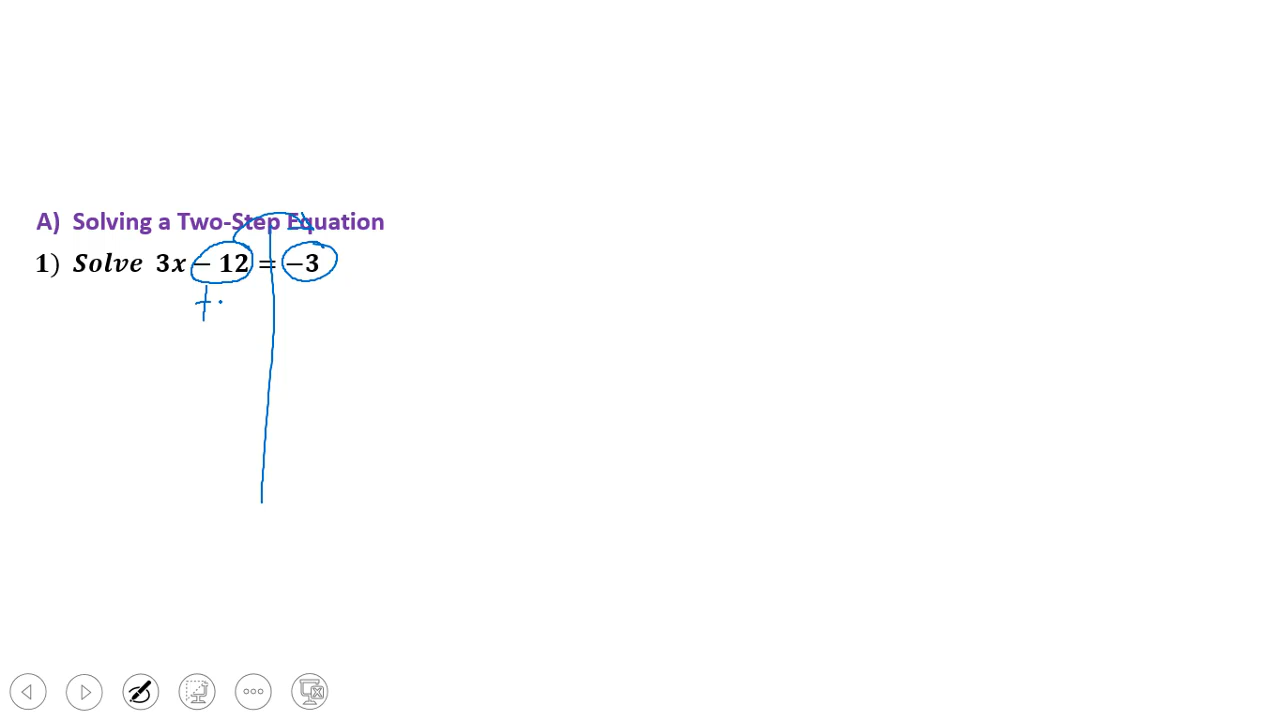 A) Solving a Two-Step Equation
1) Solve 3x − 12 = −3
+